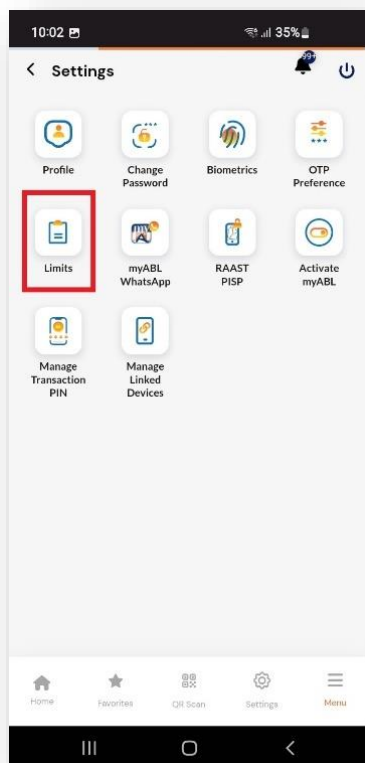 10:02
35%
Settings
99+
Profile
Change
Password
Biometrics
OTP
Preference
Limits
myABL
WhatsApp
RAAST
PISP
Activate
myABL
Manage
Transaction
PIN
Manage
Linked
Devices
Home
Favorites
QR Scan
Settings
Menu